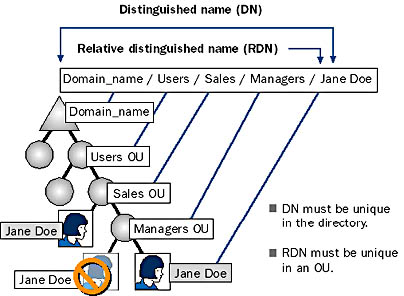 Distinguished name (DN)
Relative distinguished name (RDN)
Domain_name / Users / Sales / Managers / Jane Doe
Domain_name
Users OU
Sales OU
Jane Doe
Managers OU
Jane Doe
Jane Doe
DN must be unique
in the directory.
RDN must be unique
in an OU.